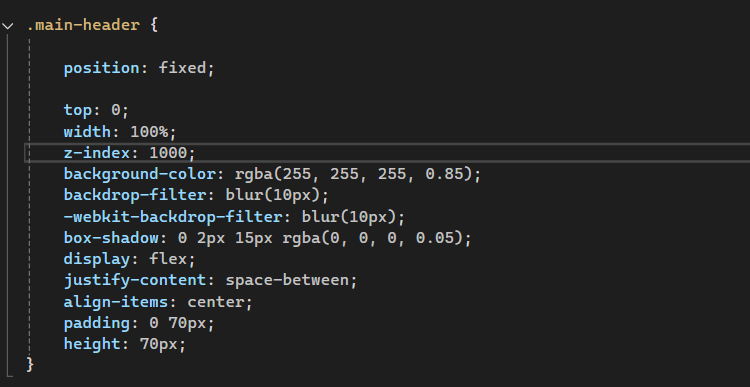 .main-header {
position: fixed;
top: 0;
width: 100%;
z-index: 1000;
background-color: rgba(255, 255, 255, 0.85);
backdrop-filter: blur(10px);
-webkit-backdrop-filter: blur(10px);
box-shadow: 0 2px 15px rgba(0, 0, 0, 0.05);
display: flex;
justify-content: space-between;
align-items: center;
padding: 0 70px;
height: 70px;
}